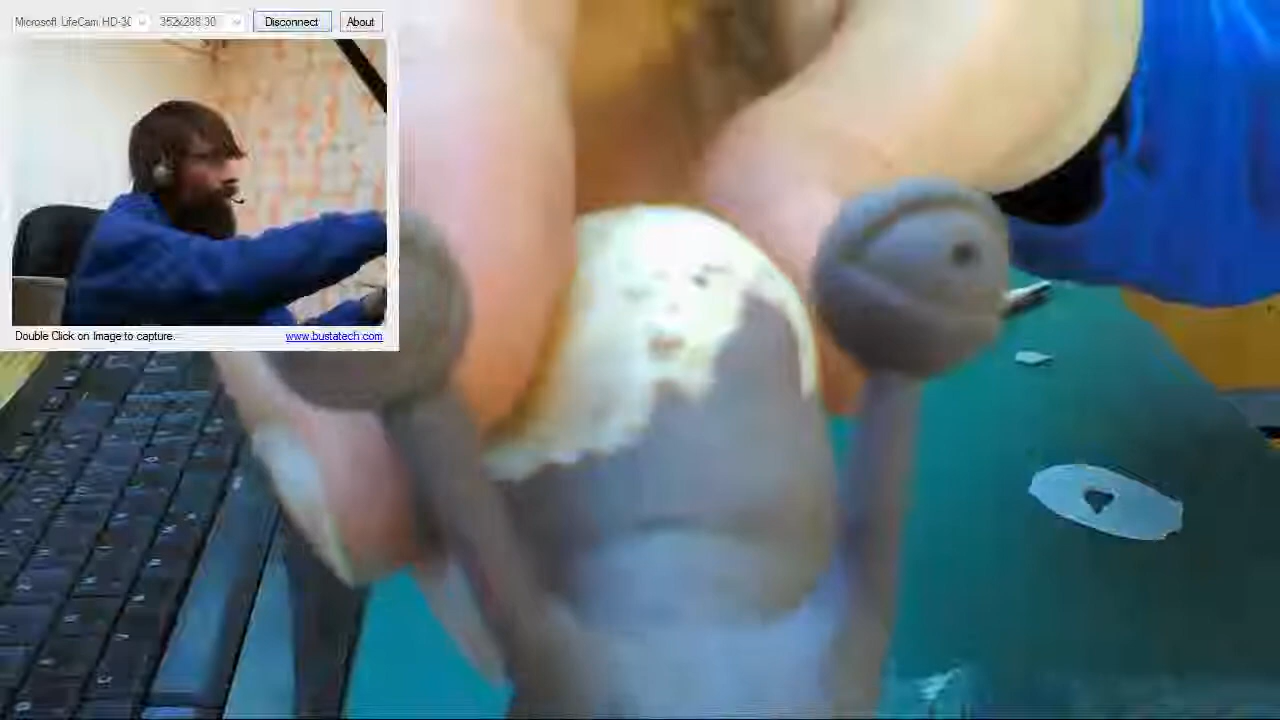 Microsoft LifeCam HD-30
352x288 30
Disconnect
About
Double Click on Image to capture.
www.bustatech.com